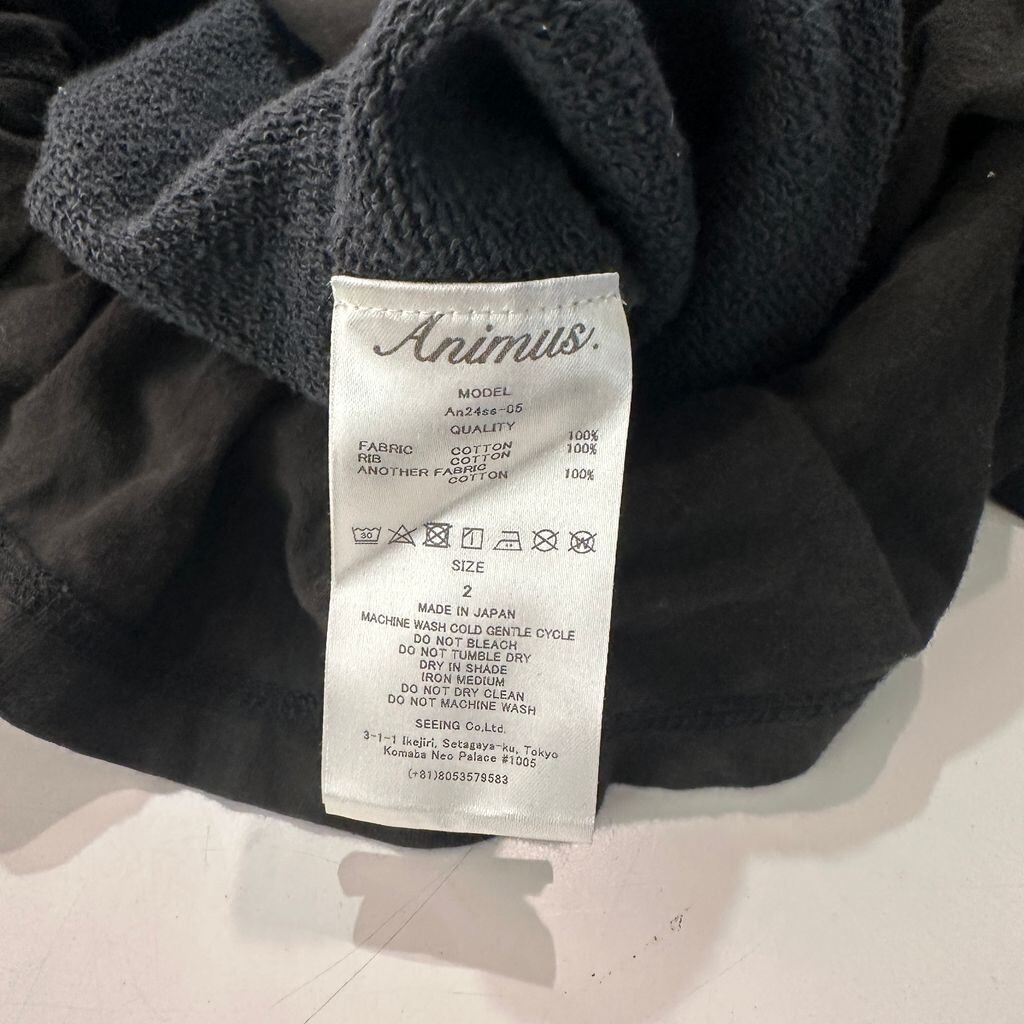 Animus.
MODEL
An24ss-05
QUALITY
FABRIC COTTON 100%
RIB COTTON 100%
ANOTHER FABRIC
COTTON 100%
30
SIZE
2
MADE IN JAPAN
MACHINE WASH COLD GENTLE CYCLE
DO NOT BLEACH
DO NOT TUMBLE DRY
DRY IN SHADE
IRON MEDIUM
DO NOT DRY CLEAN
DO NOT MACHINE WASH
SEEING Co,Ltd.
3-1-1 Ikejiri, Setagaya-ku, Tokyo
Komaba Neo Palace #1005
(+81)8053579583